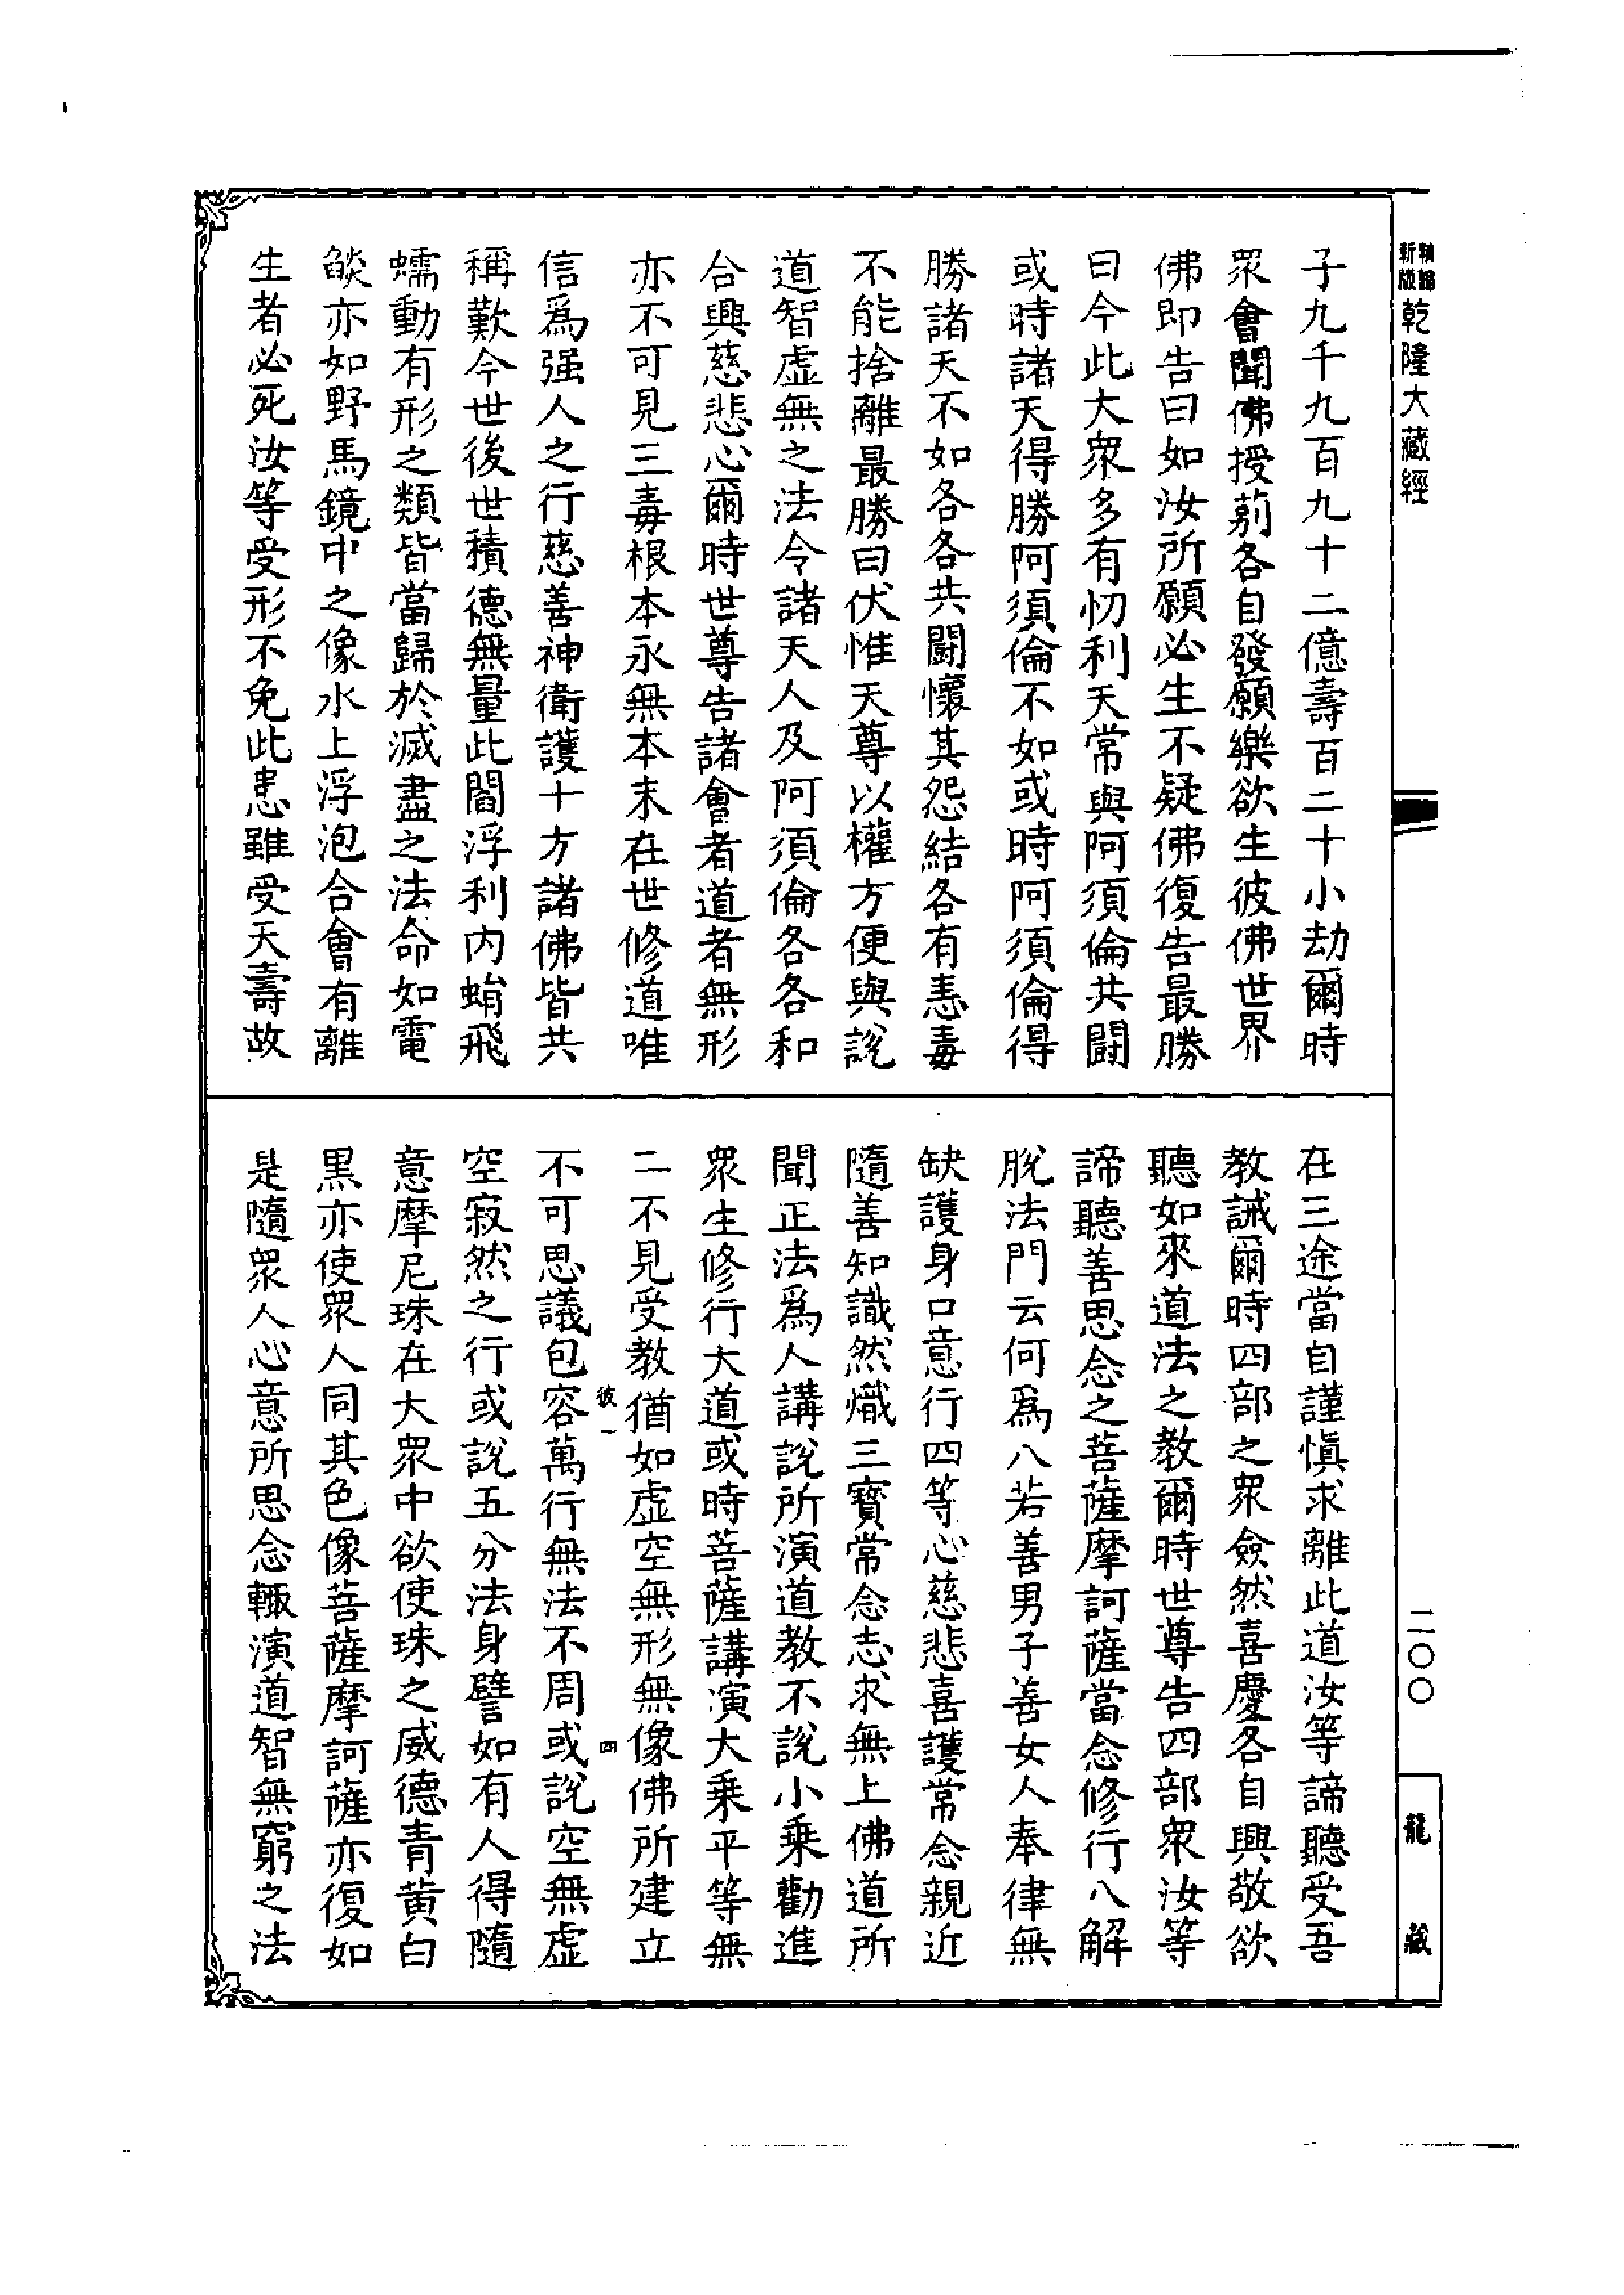 新版精縮乾隆大藏經
子九千九百九十二億壽百二十小劫爾時
眾會聞佛授莂各自發願樂欲生彼佛世界
佛即告曰如汝所願必生不疑佛復告最勝
曰今此大眾多有忉利天常與阿須倫共鬭
或時諸天得勝阿須倫不如或時阿須倫得
勝諸天不如各各共鬭懷其怨結各有恚毒
不能捨離最勝曰伏惟天尊以權方便與說
道智虛無之法令諸天人及阿須倫各各和
合興慈悲心爾時世尊告諸會者道者無形
亦不可見三毒根本永無本末在世修道唯
信爲强人之行慈善神衛護十方諸佛皆共
稱歎今世後世積德無量此閻浮利內蜎飛
蠕動有形之類皆當歸於滅盡之法命如電
燄亦如野馬鏡中之像水上浮泡合會有離
生者必死汝等受形不免此患雖受天壽故
在三途當自謹愼求離此道汝等諦聽受吾
教誡爾時四部之眾僉然喜慶各自興敬欲
聽如來道法之教爾時世尊告四部眾汝等
諦聽善思念之菩薩摩訶薩當念修行八解
脫法門云何爲八若善男子善女人奉律無
缺護身口意行四等心慈悲喜護常念親近
隨善知識然熾三寶常念志求無上佛道所
聞正法爲人講說所演道教不說小乘勸進
眾生修行大道或時菩薩講演大乘平等無
二不見受教猶如虛空無形無像佛所建立
彼一 四
不可思議包容萬行無法不周或說空無虛
空寂然之行或說五分法身譬如有人得隨
意摩尼珠在大眾中欲使珠之威德青黃白
黑亦使眾人同其色像菩薩摩訶薩亦復如
是隨眾人心意所思念輙演道智無窮之法
二〇〇
龍藏